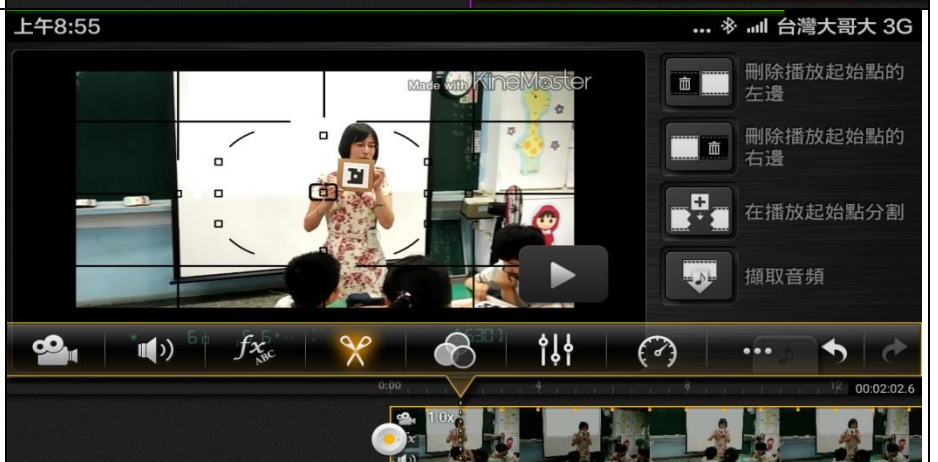 上午8:55
... 台灣大哥大 3G
Made with KineMaster
刪除播放起始點的
左邊
刪除播放起始點的
右邊
在播放起始點分割
擷取音頻
fx ABC
0:00 4 8 12 00:02:02.6
1.0x